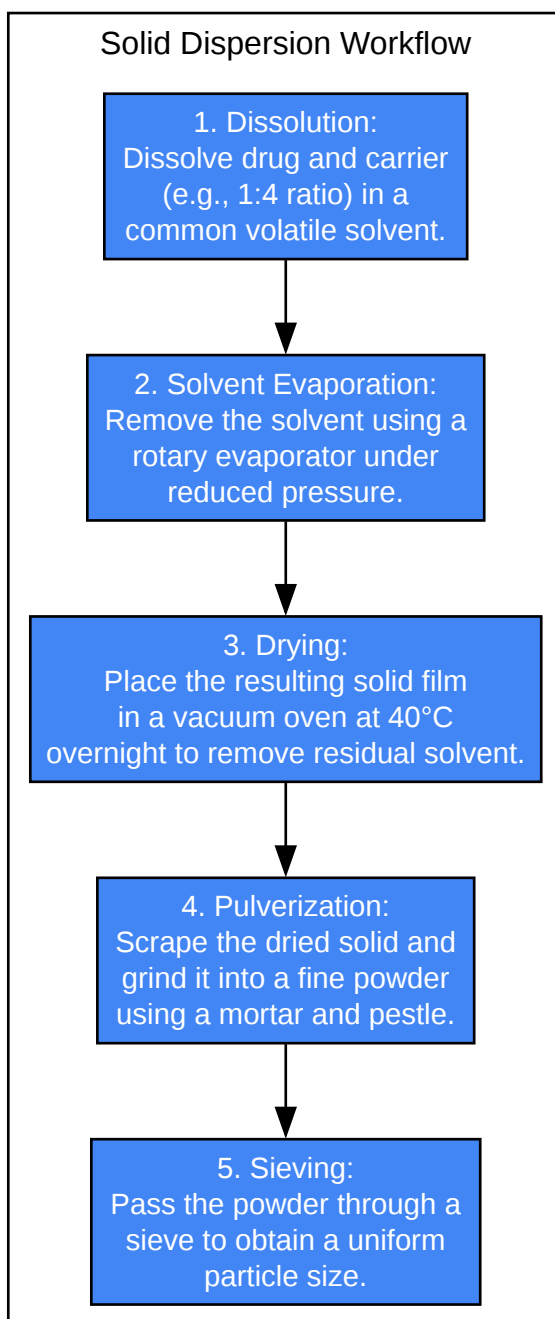 Solid Dispersion Workflow
1. Dissolution:
Dissolve drug and carrier
(e.g., 1:4 ratio) in a
common volatile solvent.
2. Solvent Evaporation:
Remove the solvent using a
rotary evaporator under
reduced pressure.
3. Drying:
Place the resulting solid film
in a vacuum oven at 40°C
overnight to remove residual solvent.
4. Pulverization:
Scrape the dried solid and
grind it into a fine powder
using a mortar and pestle.
5. Sieving:
Pass the powder through a
sieve to obtain a uniform
particle size.